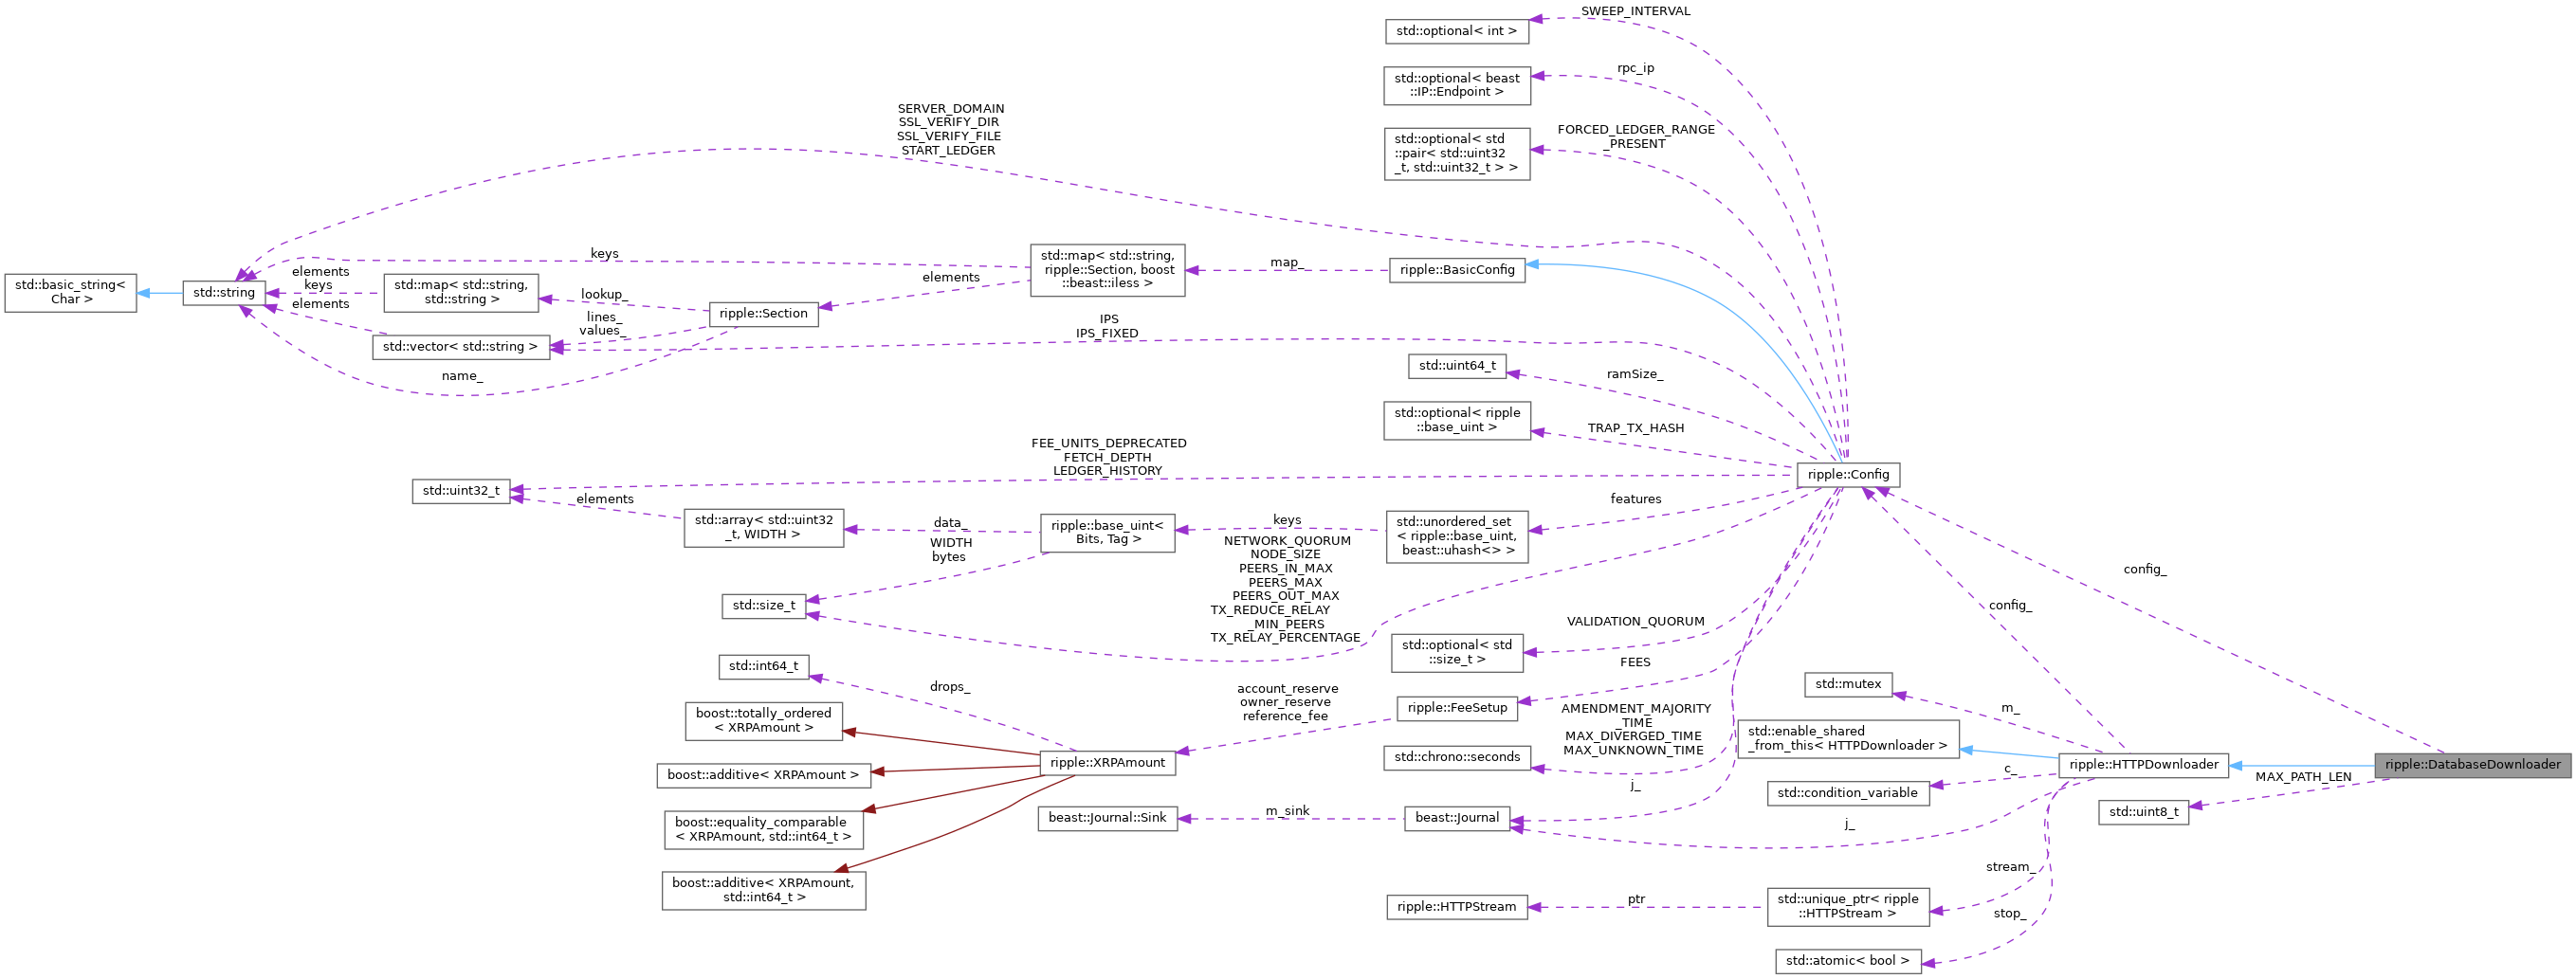 SWEEP_INTERVAL
std::optional< int >
rpc_ip
std::optional< beast
::IP::Endpoint >
FORCED_LEDGER_RANGE
_PRESENT
std::optional< std
::pair< std::uint32
_t, std::uint32_t > >
SERVER_DOMAIN
SSL_VERIFY_DIR
SSL_VERIFY_FILE
START_LEDGER
keys
std::map< std::string,
ripple::Section, boost
::beast::iless >
map_
ripple::BasicConfig
std::basic_string<
Char >
std::string
elements
keys
elements
std::map< std::string,
std::string >
lookup_
elements
ripple::Section
lines_
values_
std::vector< std::string >
name_
IPS
IPS_FIXED
std::uint64_t
ramSize_
std::optional< ripple
::base_uint >
TRAP_TX_HASH
FEE_UNITS_DEPRECATED
FETCH_DEPTH
LEDGER_HISTORY
ripple::Config
std::uint32_t
elements
std::array< std::uint32
_t, WIDTH >
data_
WIDTH
bytes
ripple::base_uint<
Bits, Tag >
keys
std::unordered_set
< ripple::base_uint,
beast::uhash<> >
features
NETWORK_QUORUM
NODE_SIZE
PEERS_IN_MAX
PEERS_MAX
PEERS_OUT_MAX
TX_REDUCE_RELAY
_MIN_PEERS
TX_RELAY_PERCENTAGE
std::size_t
config_
config_
VALIDATION_QUORUM
std::optional< std
::size_t >
FEES
std::int64_t
drops_
account_reserve
owner_reserve
reference_fee
ripple::FeeSetup
std::mutex
m_
boost::totally_ordered
< XRPAmount >
AMENDMENT_MAJORITY
_TIME
MAX_DIVERGED_TIME
MAX_UNKNOWN_TIME
std::chrono::seconds
std::enable_shared
_from_this< HTTPDownloader >
ripple::XRPAmount
boost::additive< XRPAmount >
ripple::HTTPDownloader
ripple::DatabaseDownloader
MAX_PATH_LEN
c_
std::condition_variable
j_
std::uint8_t
boost::equality_comparable
< XRPAmount, std::int64_t >
beast::Journal::Sink
m_sink
beast::Journal
j_
boost::additive< XRPAmount,
std::int64_t >
stream_
ripple::HTTPStream
ptr
std::unique_ptr< ripple
::HTTPStream >
stop_
std::atomic< bool >